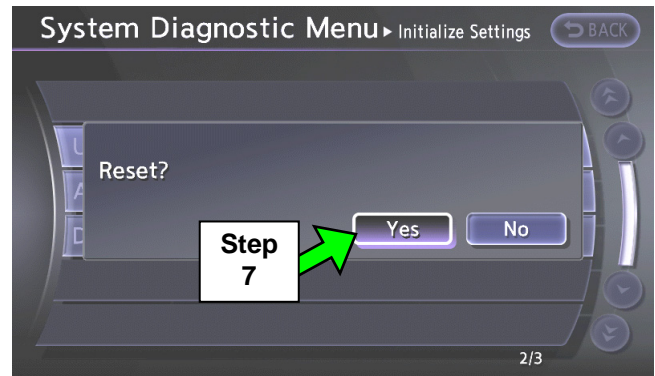 System Diagnostic Menu ▸ Initialize Settings BACK
U
Reset?
A
D
Yes No
Step
7
2/3